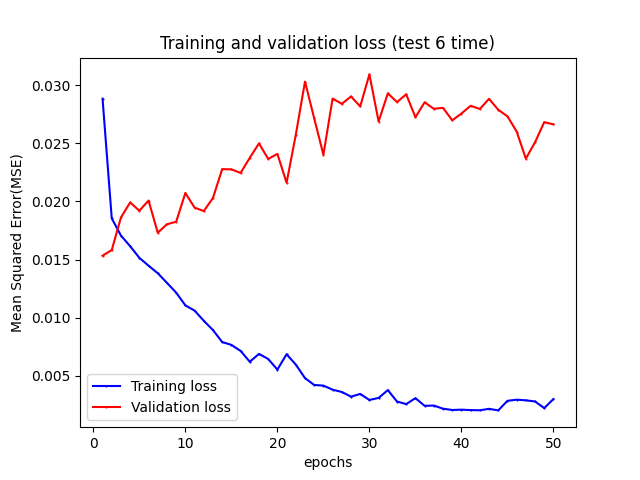 Training and validation loss (test 6 time)
Mean Squared Error(MSE)
0.030
0.025
0.020
0.015
0.010
0.005
Training loss
Validation loss
0 10 20 30 40 50
epochs